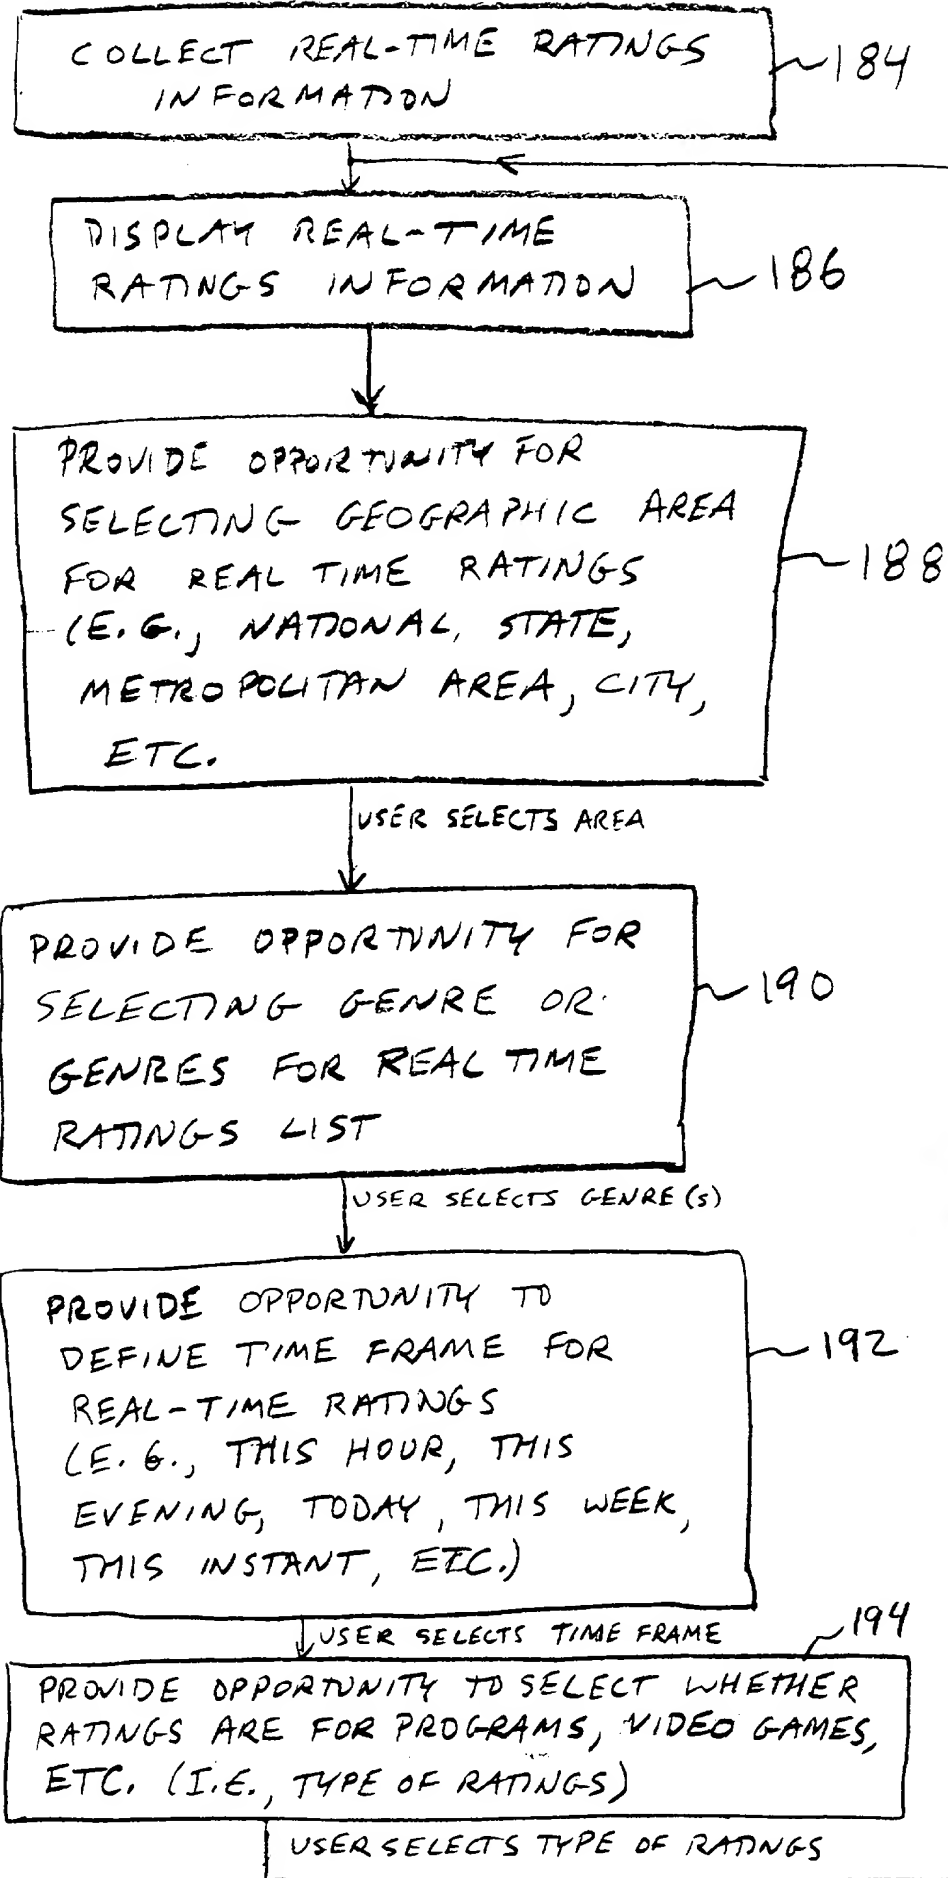 COLLECT REAL-TIME RATINGS
INFORMATION
184
DISPLAY REAL-TIME
RATINGS INFORMATION
186
PROVIDE OPPORTUNITY FOR
SELECTING GEOGRAPHIC AREA
FOR REAL TIME RATINGS
(E.G., NATIONAL, STATE,
METROPOLITAN AREA, CITY,
ETC.
188
USER SELECTS AREA
PROVIDE OPPORTUNITY FOR
SELECTING GENRE OR
GENRES FOR REAL TIME
RATINGS LIST
190
USER SELECTS GENRE(S)
PROVIDE OPPORTUNITY TO
DEFINE TIME FRAME FOR
REAL-TIME RATINGS
(E.G., THIS HOUR, THIS
EVENING, TODAY, THIS WEEK,
THIS INSTANT, ETC.)
192
USER SELECTS TIME FRAME
194
PROVIDE OPPORTUNITY TO SELECT WHETHER
RATINGS ARE FOR PROGRAMS, VIDEO GAMES,
ETC. (I.E., TYPE OF RATINGS)
USER SELECTS TYPE OF RATINGS